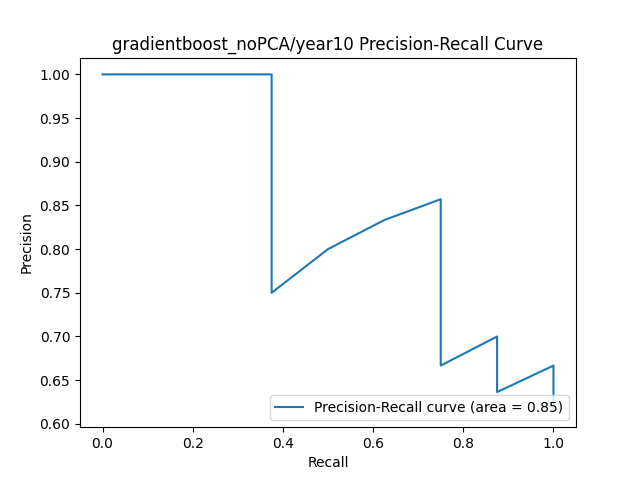 gradientboost_noPCA/year10 Precision-Recall Curve
1.00
0.95
0.90
0.85
0.80
0.75
0.70
0.65
0.60
Precision
Precision-Recall curve (area = 0.85)
0.0 0.2 0.4 0.6 0.8 1.0
Recall